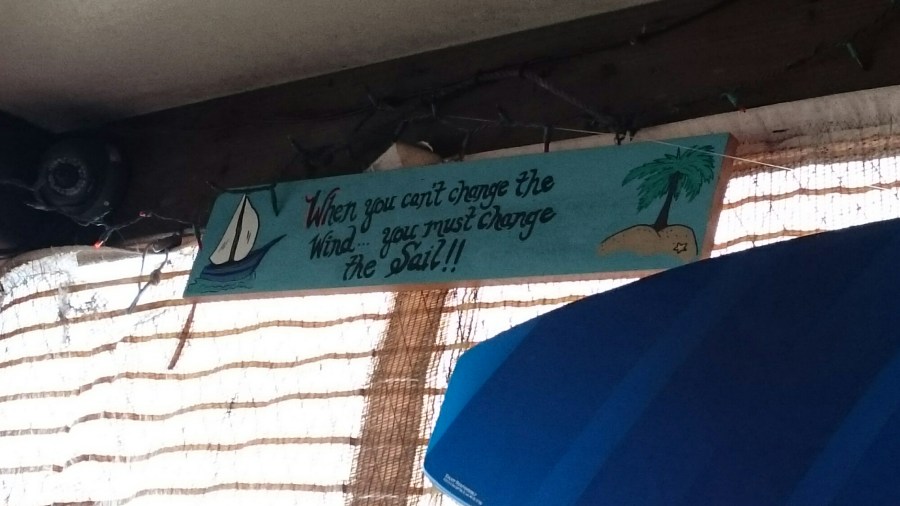 When you can't change the
Wind... you must change
the Sail!!